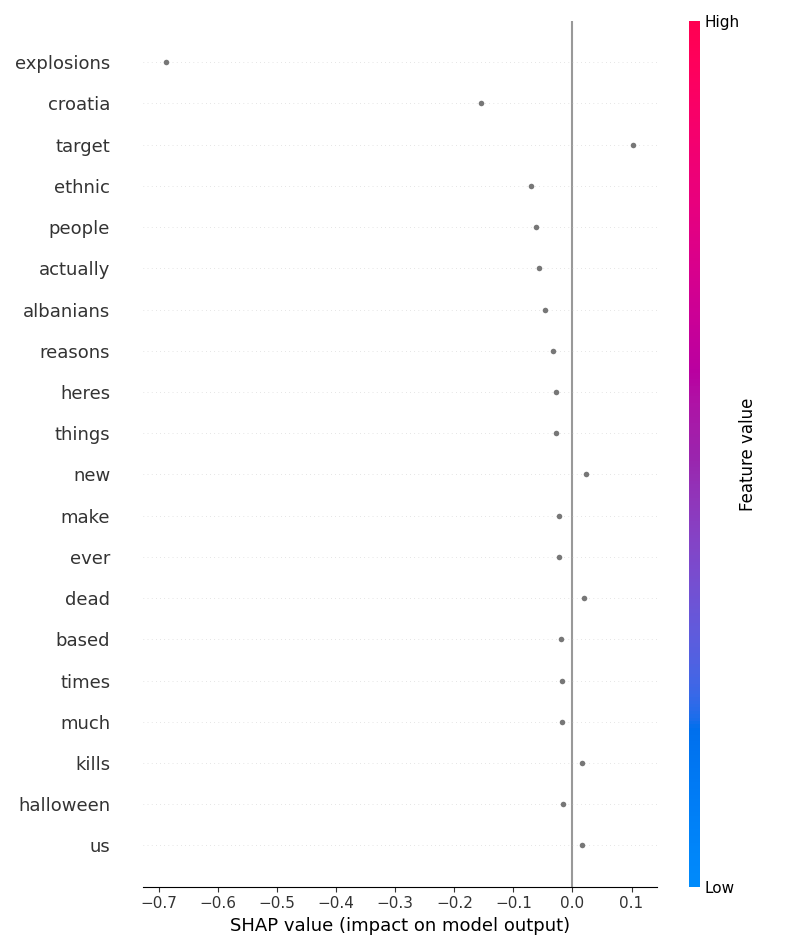 High
explosions
croatia
target
ethnic
people
actually
albanians
reasons
heres
things
new
make
ever
dead
based
times
much
kills
halloween
us
Feature value
Low
−0.7 −0.6 −0.5 −0.4 −0.3 −0.2 −0.1 0.0 0.1
SHAP value (impact on model output)